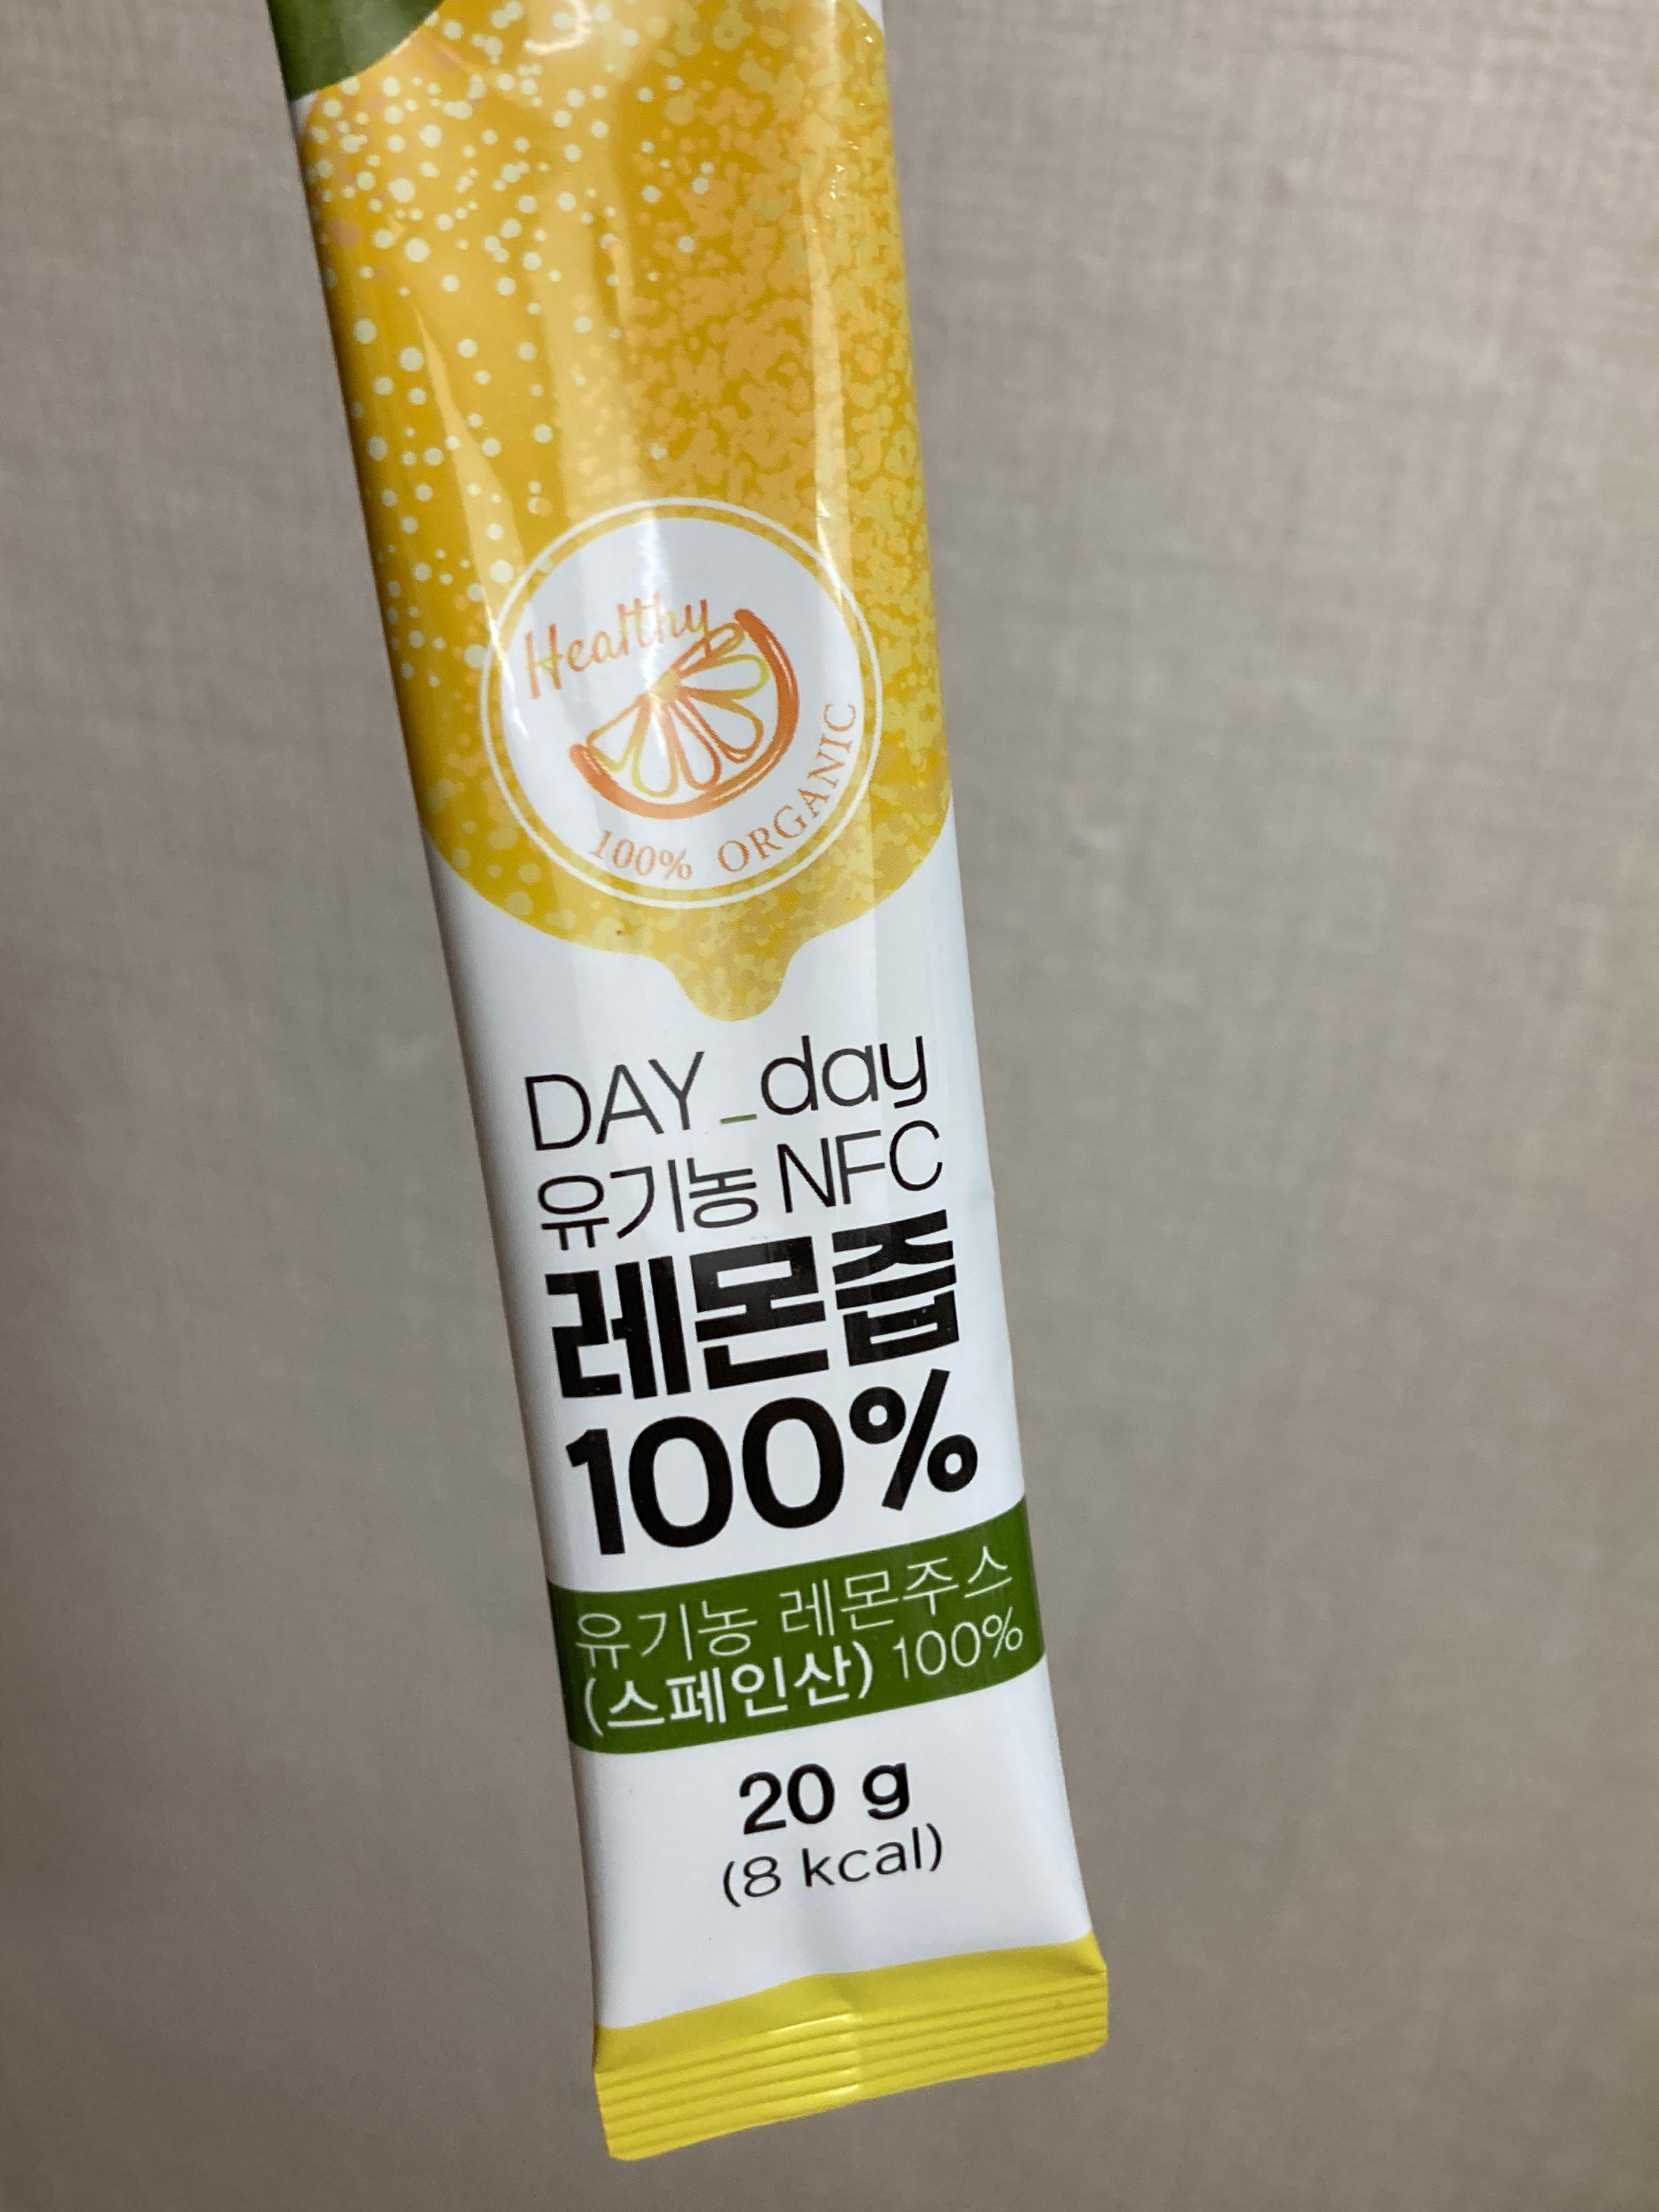 Healthy
100% ORGANIC
DAY_day
유기농 NFC
레몬즙
100%
유기농 레몬주스
(스페인산) 100%
20 g
(8 kcal)